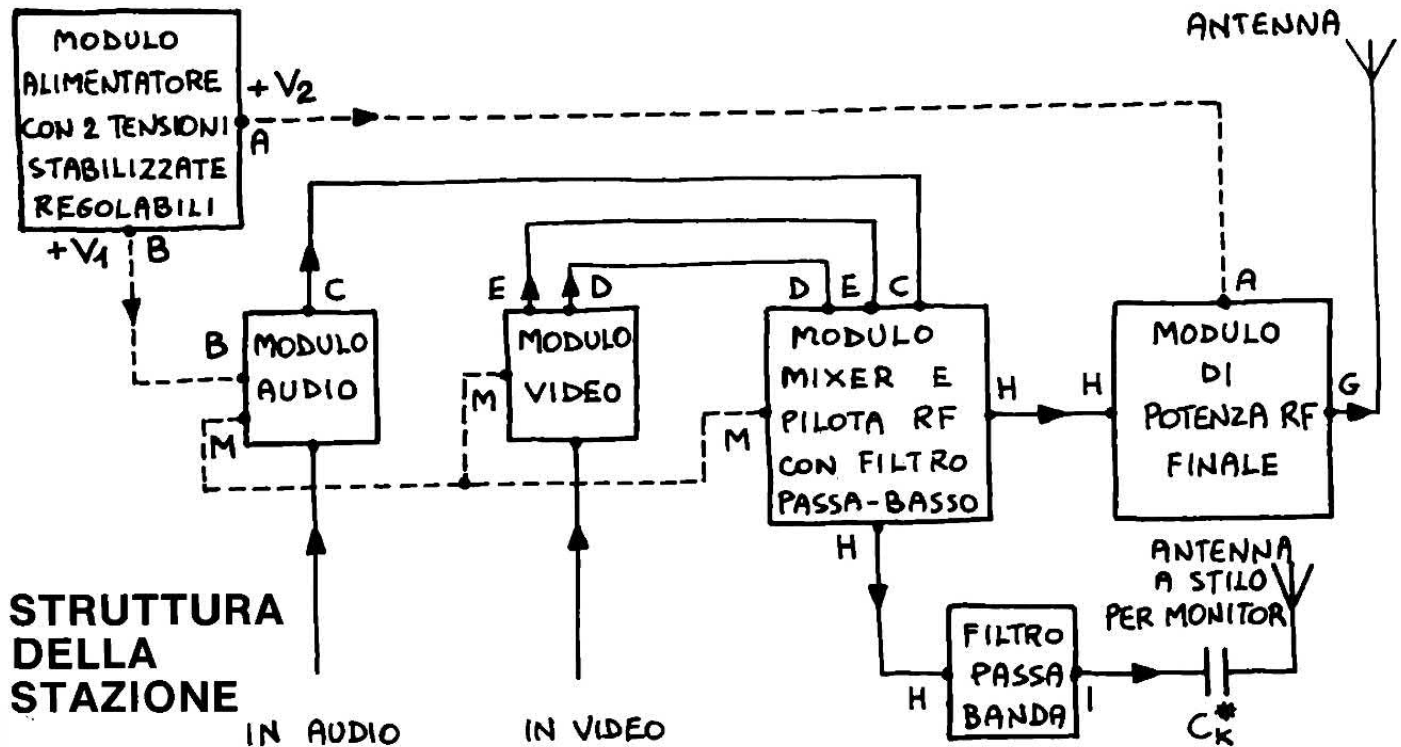 MODULO
ALIMENTATORE
CON 2 TENSIONI
STABILIZZATE
REGOLABILI
+V2
A
+V1
B
ANTENNA
C
E
D
D
E
C
A
B
MODULO
AUDIO
M
MODULO
VIDEO
M
MODULO
MIXER E
PILOTA RF
CON FILTRO
PASSA-BASSO
M
H
H
MODULO
DI
POTENZA RF
FINALE
G
H
ANTENNA
A STILO
PER MONITOR
FILTRO
PASSA
BANDA
H
I
CK*
STRUTTURA
DELLA
STAZIONE
IN AUDIO
IN VIDEO